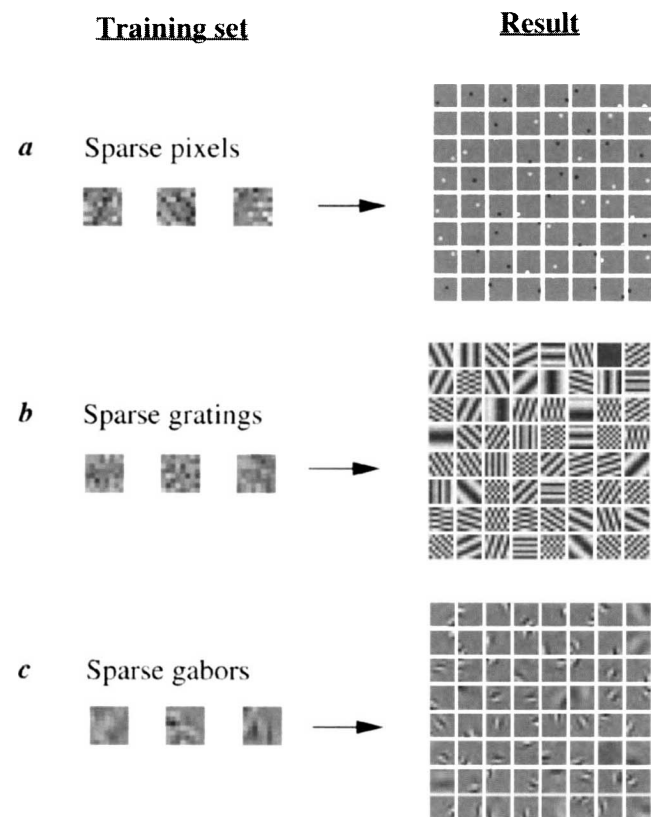 Training set
Result
a Sparse pixels
b Sparse gratings
c Sparse gabors